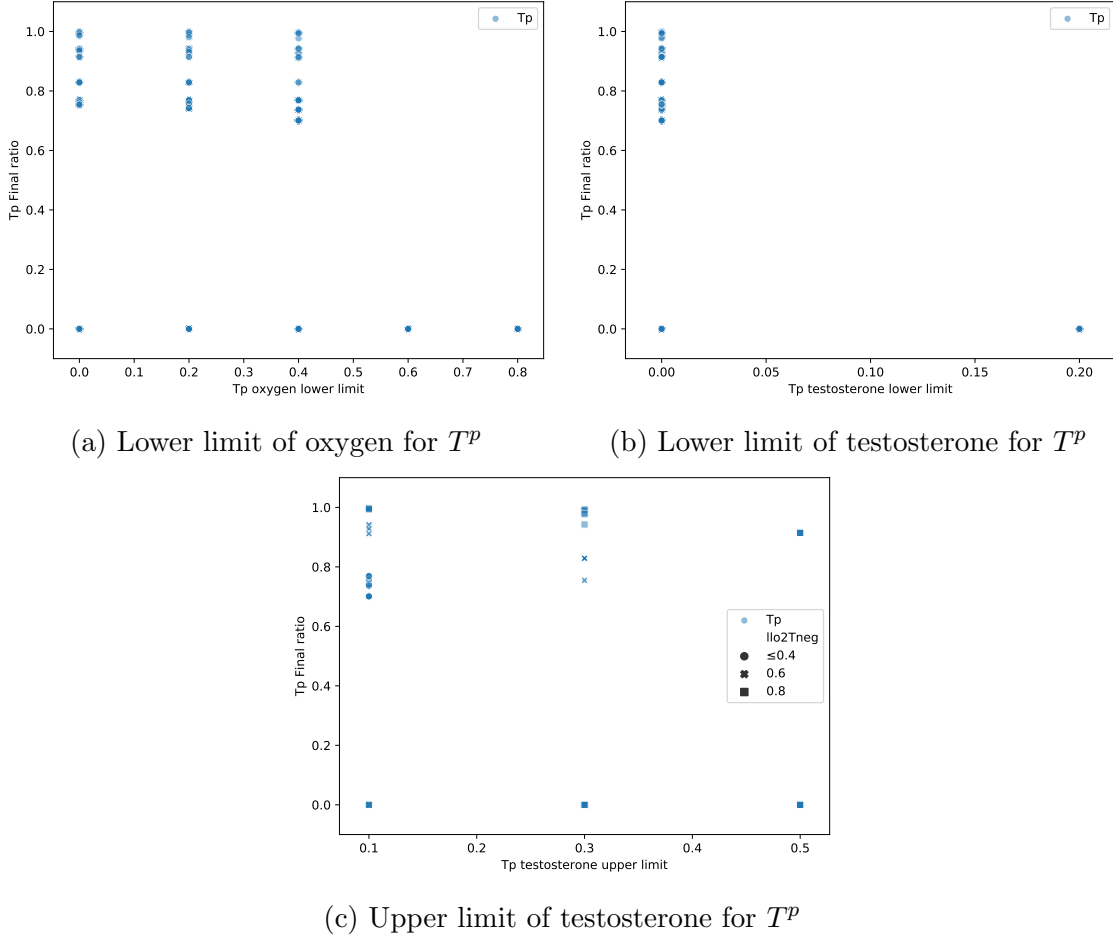 1.0
0.8
0.6
0.4
0.2
0.0
Tp Final ratio
Tp
0.0 0.1 0.2 0.3 0.4 0.5 0.6 0.7 0.8
Tp oxygen lower limit
(a) Lower limit of oxygen for T^p
1.0
0.8
0.6
0.4
0.2
0.0
Tp Final ratio
Tp
0.00 0.05 0.10 0.15 0.20
Tp testosterone lower limit
(b) Lower limit of testosterone for T^p
1.0
0.8
0.6
0.4
0.2
0.0
Tp Final ratio
Tp
llo2Tneg
≤0.4
0.6
0.8
0.1 0.2 0.3 0.4 0.5
Tp testosterone upper limit
(c) Upper limit of testosterone for T^p